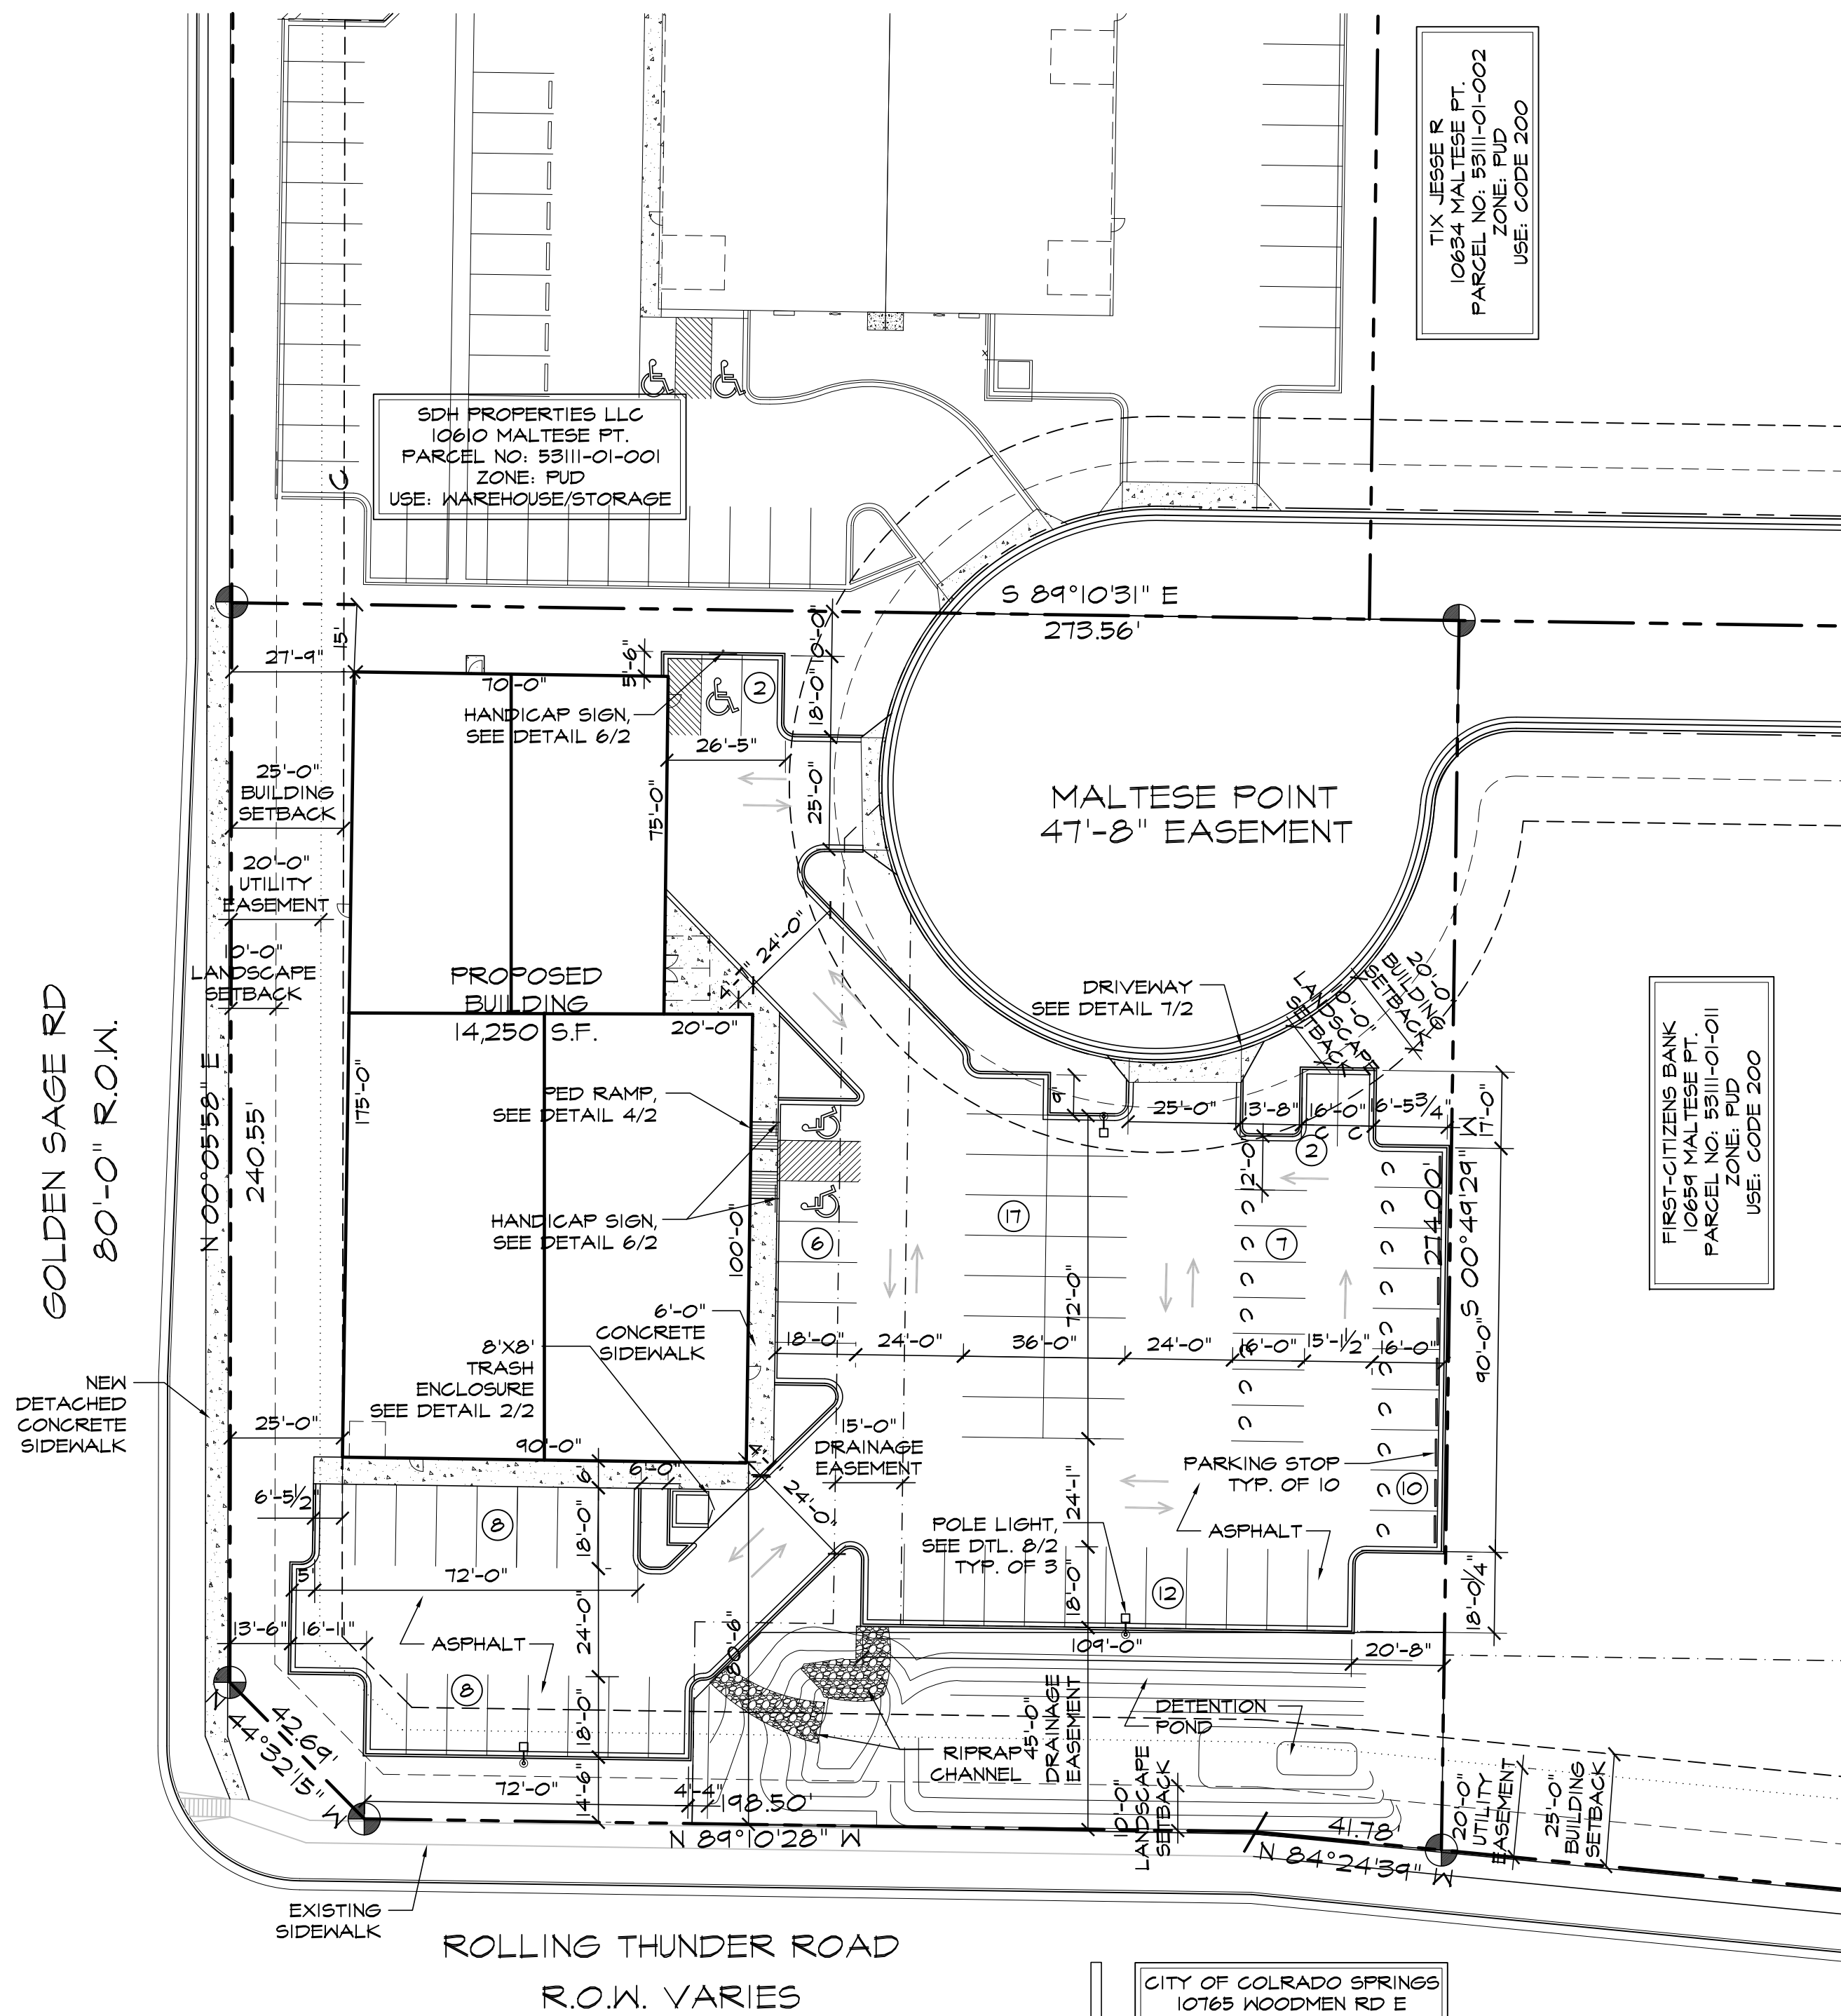 TIX JESSE R
10634 MALTESE PT.
PARCEL NO: 53111-01-002
ZONE: PUD
USE: CODE 200
SDH PROPERTIES LLC
10610 MALTESE PT.
PARCEL NO: 53111-01-001
ZONE: PUD
USE: WAREHOUSE/STORAGE
S 89°10'31" E
273.56'
27'-9"
15'
70'-0"
5'-6"
10'-0"
18'-0"
2
HANDICAP SIGN,
SEE DETAIL 6/2
26'-5"
25'-0"
75'-0"
MALTESE POINT
47'-8" EASEMENT
25'-0"
BUILDING
SETBACK
20'-0"
UTILITY
EASEMENT
10'-0"
LANDSCAPE
SETBACK
PROPOSED
BUILDING
14,250 S.F.
24'-0"
4'-7"
20'-0"
DRIVEWAY
SEE DETAIL 7/2
20'-0"
BUILDING
SETBACK
10'-0"
LANDSCAPE
SETBACK
FIRST-CITIZENS BANK
10659 MALTESE PT.
PARCEL NO: 53111-01-011
ZONE: PUD
USE: CODE 200
GOLDEN SAGE RD
80'-0" R.O.W.
N 00°05'58" E
240.55'
175'-0"
PED RAMP,
SEE DETAIL 4/2
9'
25'-0"
13'-8"
16'-0"
6'-5 3/4"
17'-0"
C
C
2
12'-0"
HANDICAP SIGN,
SEE DETAIL 6/2
100'-0"
6
17
7
274.00'
S 00°49'29" W
72'-0"
6'-0"
CONCRETE
SIDEWALK
8'X8'
TRASH
ENCLOSURE
SEE DETAIL 2/2
18'-0"
24'-0"
36'-0"
24'-0"
16'-0"
15'-1/2"
16'-0"
90'-0"
NEW
DETACHED
CONCRETE
SIDEWALK
25'-0"
90'-0"
6'
6'-0"
4'
24'-0"
15'-0"
DRAINAGE
EASEMENT
PARKING STOP
TYP. OF 10
10
24'-1"
ASPHALT
6'-5 1/2"
8
18'-0"
POLE LIGHT,
SEE DTL. 8/2
TYP. OF 3
18'-0"
12
5'
72'-0"
18'-0 1/4"
13'-6"
16'-11"
24'-0"
ASPHALT
80'-6"
109'-0"
20'-8"
8
18'-0"
45'-0"
DRAINAGE
EASEMENT
DETENTION
POND
N 44°32'15" W
42.69'
RIPRAP
CHANNEL
72'-0"
14'-6"
4'-4"
198.50'
N 89°10'28" W
10'-0"
LANDSCAPE
SETBACK
41.78'
N 84°24'39" W
20'-0"
UTILITY
EASEMENT
25'-0"
BUILDING
SETBACK
EXISTING
SIDEWALK
ROLLING THUNDER ROAD
R.O.W. VARIES
CITY OF COLRADO SPRINGS
10765 WOODMEN RD E